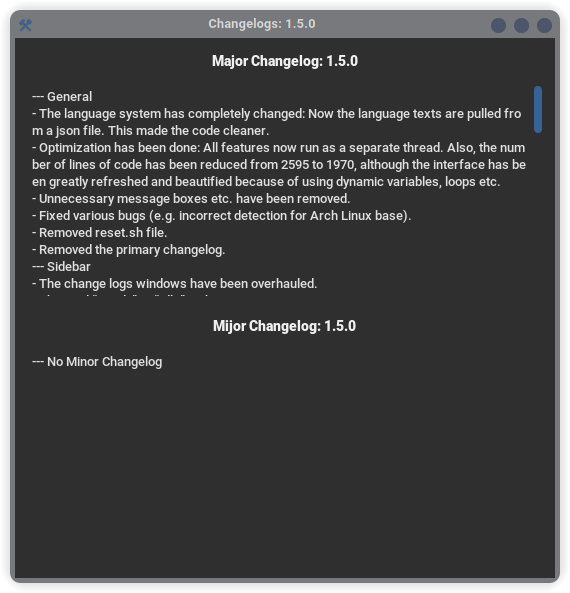 Changelogs: 1.5.0
Major Changelog: 1.5.0
--- General
- The language system has completely changed: Now the language texts are pulled fro
m a json file. This made the code cleaner.
- Optimization has been done: All features now run as a separate thread. Also, the num
ber of lines of code has been reduced from 2595 to 1970, although the interface has be
en greatly refreshed and beautified because of using dynamic variables, loops etc.
- Unnecessary message boxes etc. have been removed.
- Fixed various bugs (e.g. incorrect detection for Arch Linux base).
- Removed reset.sh file.
- Removed the primary changelog.
--- Sidebar
- The change logs windows have been overhauled.
Mijor Changelog: 1.5.0
--- No Minor Changelog